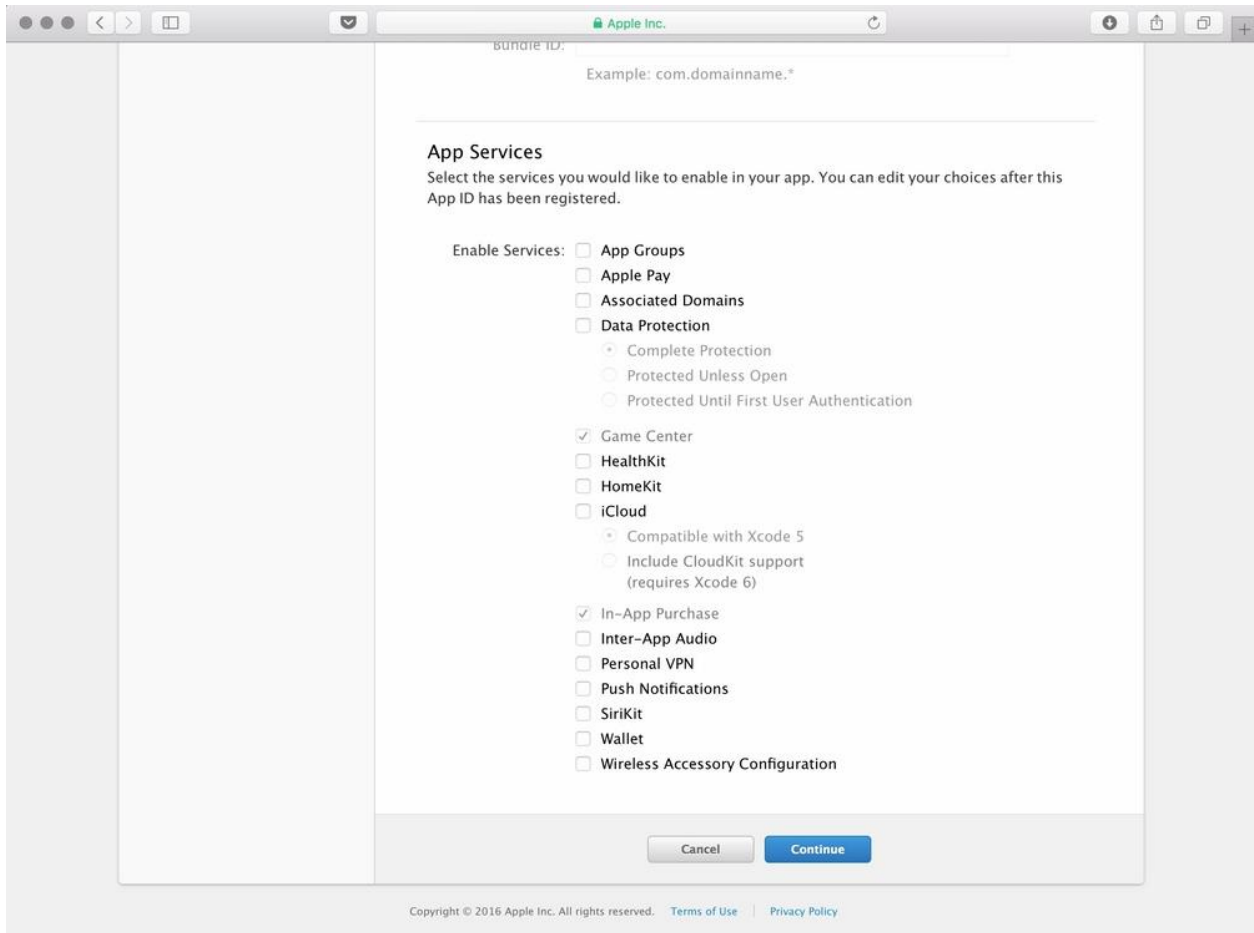 Apple Inc.
Bundle ID:
Example: com.domainname.*
App Services
Select the services you would like to enable in your app. You can edit your choices after this
App ID has been registered.
Enable Services: App Groups
Apple Pay
Associated Domains
Data Protection
Complete Protection
Protected Unless Open
Protected Until First User Authentication
Game Center
HealthKit
HomeKit
iCloud
Compatible with Xcode 5
Include CloudKit support
(requires Xcode 6)
In-App Purchase
Inter-App Audio
Personal VPN
Push Notifications
SiriKit
Wallet
Wireless Accessory Configuration
Cancel Continue
Copyright © 2016 Apple Inc. All rights reserved. Terms of Use Privacy Policy